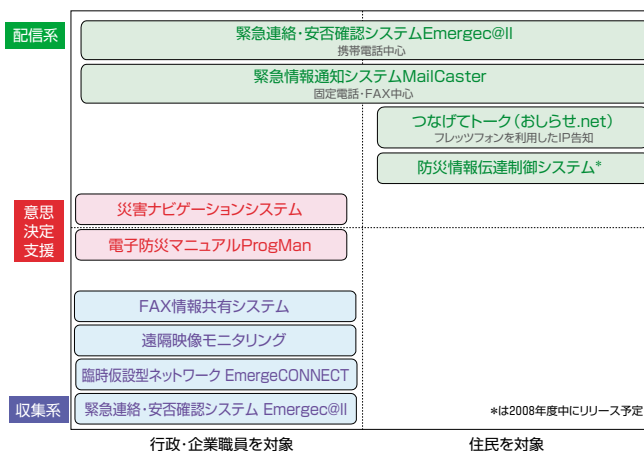 配信系
緊急連絡・安否確認システムEmergec@ll
携帯電話中心
緊急情報通知システムMailCaster
固定電話・FAX中心
つなげてトーク（おしらせ.net）
フレッツフォンを利用したIP告知
防災情報伝達制御システム*
意思
決定
支援
災害ナビゲーションシステム
電子防災マニュアルProgMan
FAX情報共有システム
遠隔映像モニタリング
臨時仮設型ネットワーク EmergeCONNECT
収集系
緊急連絡・安否確認システム Emergec@ll
*は2008年度中にリリース予定
行政・企業職員を対象
住民を対象